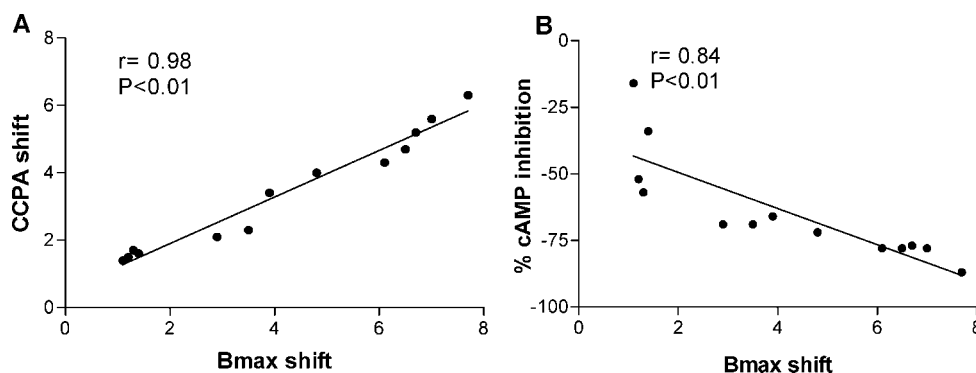 A
r= 0.98
P<0.01
CCPA shift
8
6
4
2
0
0 2 4 6 8
Bmax shift
B
r= 0.84
P<0.01
% cAMP inhibition
0
-25
-50
-75
-100
0 2 4 6 8
Bmax shift